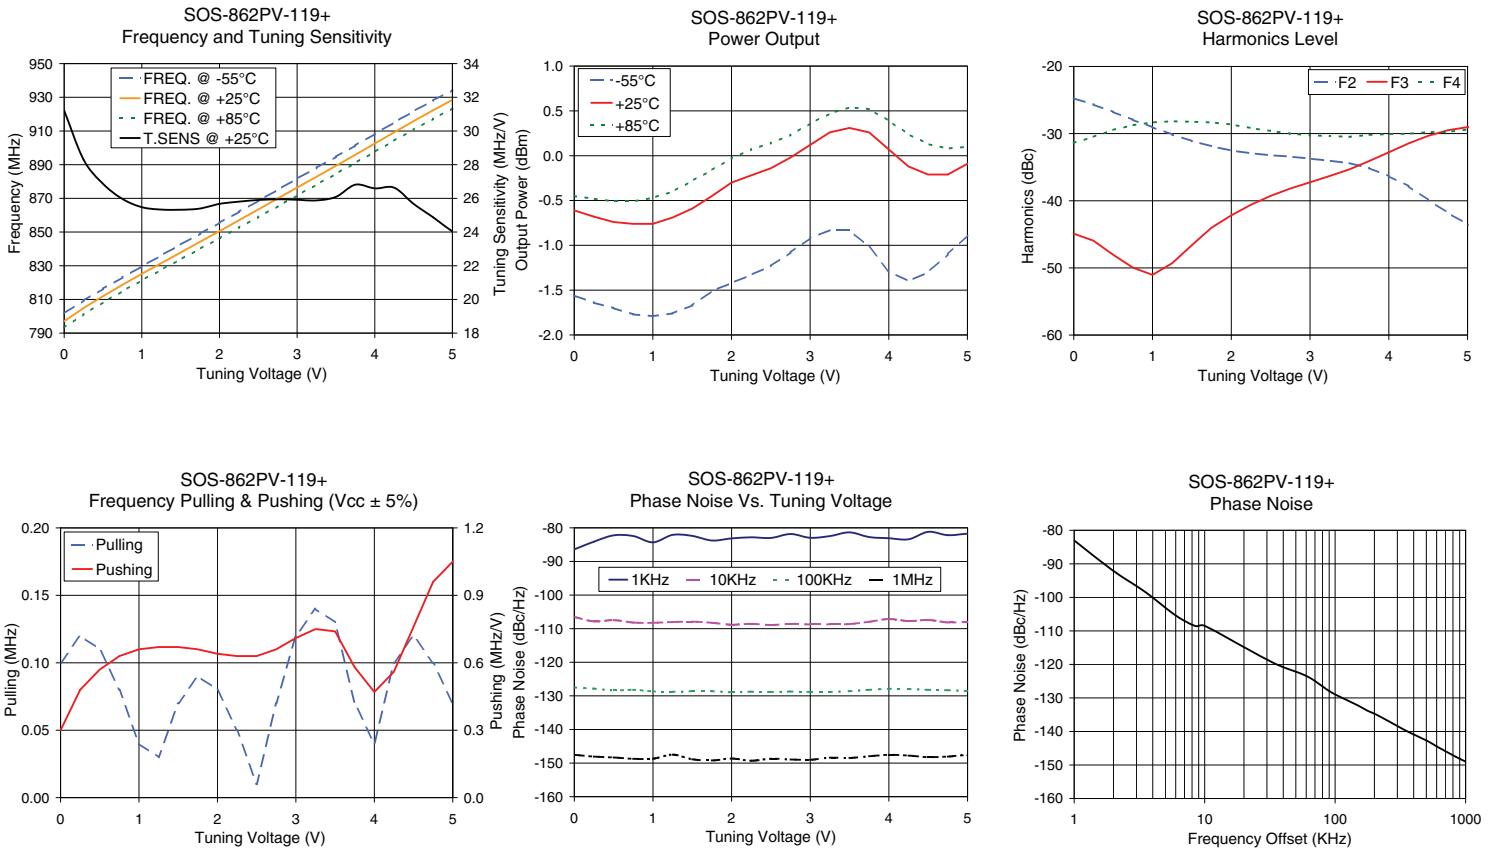 SOS-862PV-119+
Frequency and Tuning Sensitivity
FREQ. @ -55°C
FREQ. @ +25°C
FREQ. @ +85°C
T.SENS @ +25°C
950
930
910
890
870
850
830
810
790
34
32
30
28
26
24
22
20
18
0 1 2 3 4 5
Frequency (MHz)
Tuning Sensitivity (MHz/V)
Tuning Voltage (V)
SOS-862PV-119+
Power Output
-55°C
+25°C
+85°C
1.0
0.5
0.0
-0.5
-1.0
-1.5
-2.0
0 1 2 3 4 5
Output Power (dBm)
Tuning Voltage (V)
SOS-862PV-119+
Harmonics Level
F2 F3 F4
-20
-30
-40
-50
-60
0 1 2 3 4 5
Harmonics (dBc)
Tuning Voltage (V)
SOS-862PV-119+
Frequency Pulling & Pushing (Vcc ± 5%)
Pulling
Pushing
0.20
0.15
0.10
0.05
0.00
1.2
0.9
0.6
0.3
0.0
0 1 2 3 4 5
Pulling (MHz)
Pushing (MHz/V)
Tuning Voltage (V)
SOS-862PV-119+
Phase Noise Vs. Tuning Voltage
1KHz 10KHz 100KHz 1MHz
-80
-90
-100
-110
-120
-130
-140
-150
-160
0 1 2 3 4 5
Phase Noise (dBc/Hz)
Tuning Voltage (V)
SOS-862PV-119+
Phase Noise
-80
-90
-100
-110
-120
-130
-140
-150
-160
1 10 100 1000
Phase Noise (dBc/Hz)
Frequency Offset (KHz)